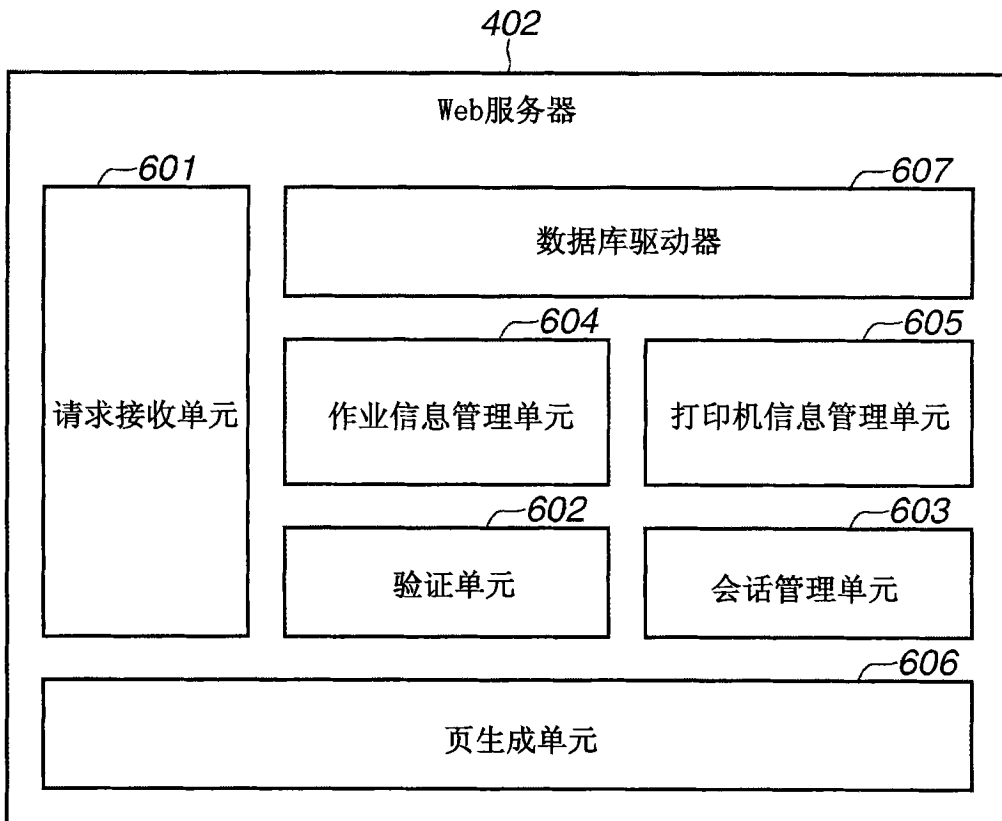 402
Web服务器
601
请求接收单元
607
数据库驱动器
604
作业信息管理单元
605
打印机信息管理单元
602
验证单元
603
会话管理单元
606
页生成单元